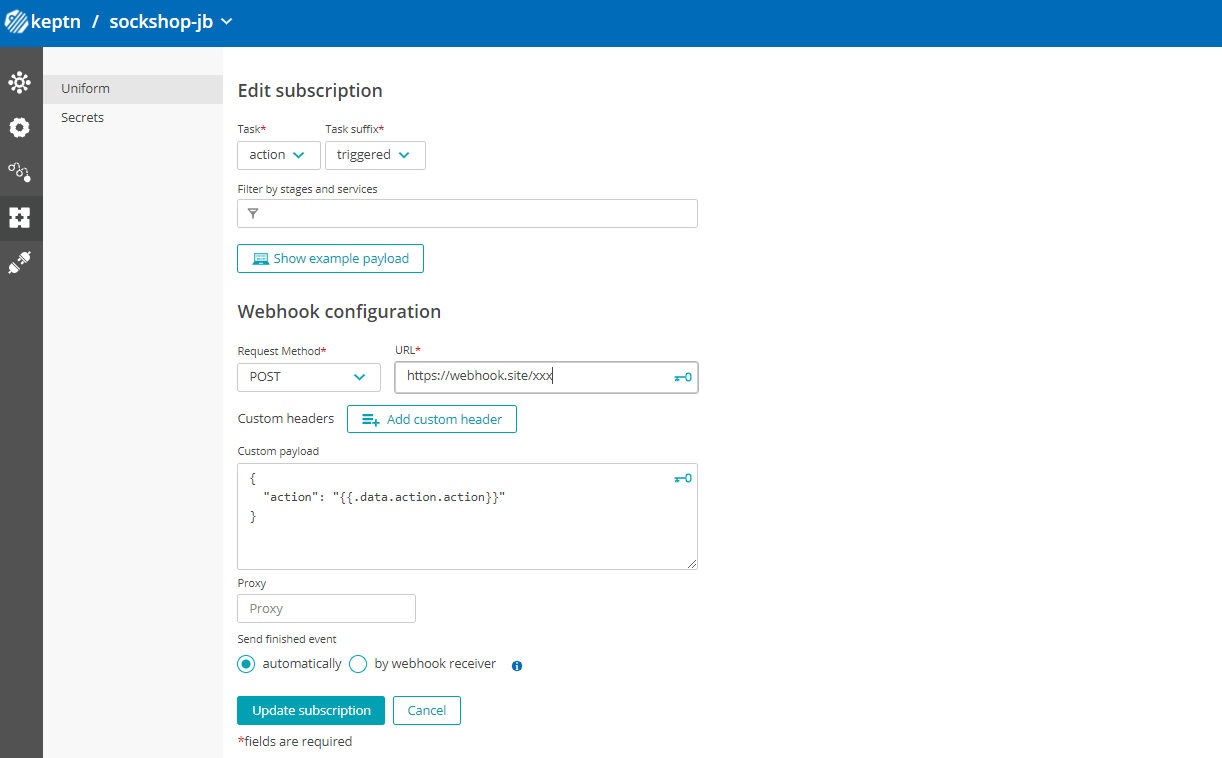 keptn / sockshop-jb
Uniform
Secrets
Edit subscription
Task* Task suffix*
action triggered
Filter by stages and services
Show example payload
Webhook configuration
Request Method* URL*
POST https://webhook.site/xxx
Custom headers Add custom header
Custom payload
{
"action": "{{.data.action.action}}"
}
Proxy
Proxy
Send finished event
automatically by webhook receiver
Update subscription Cancel
*fields are required